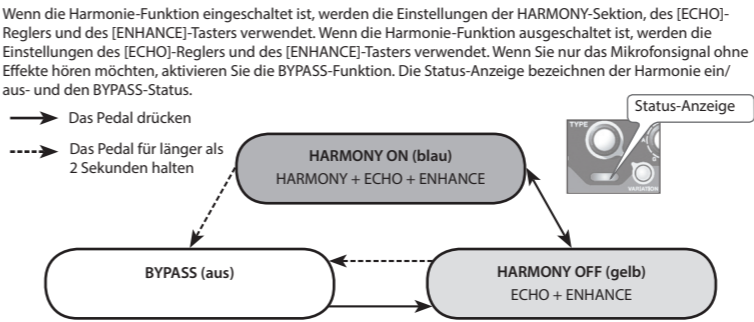 Wenn die Harmonie-Funktion eingeschaltet ist, werden die Einstellungen der HARMONY-Sektion, des [ECHO]-
Reglers und des [ENHANCE]-Tasters verwendet. Wenn die Harmonie-Funktion ausgeschaltet ist, werden die
Einstellungen des [ECHO]-Reglers und des [ENHANCE]-Tasters verwendet. Wenn Sie nur das Mikrofonsignal ohne
Effekte hören möchten, aktivieren Sie die BYPASS-Funktion. Die Status-Anzeige bezeichnen der Harmonie ein/
aus- und den BYPASS-Status.
Das Pedal drücken
Das Pedal für länger als
2 Sekunden halten
Status-Anzeige
TYPE
VARIATION
HARMONY ON (blau)
HARMONY + ECHO + ENHANCE
BYPASS (aus)
HARMONY OFF (gelb)
ECHO + ENHANCE